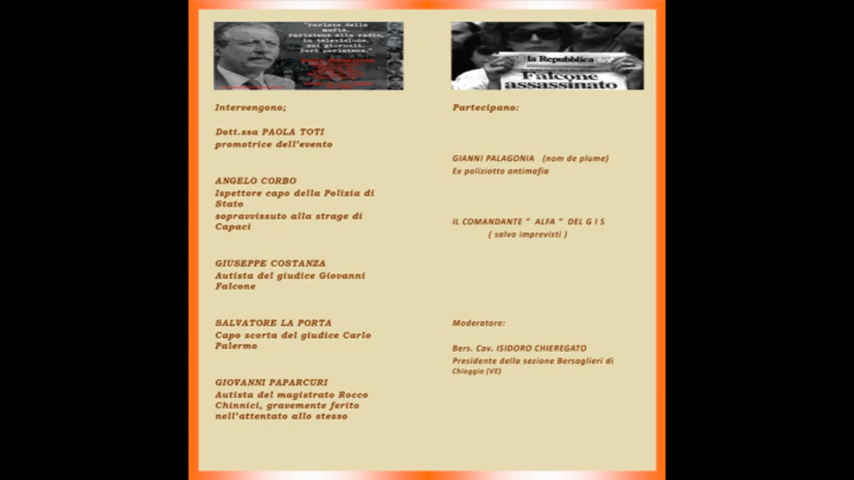 "Parlate della
mafia.
Parlatene alla radio,
in televisione,
sui giornali.
Però parlatene."
la Repubblica
Falcone
assassinato
Intervengono;
Dott.ssa PAOLA TOTI
promotrice dell'evento
ANGELO CORBO
Ispettore capo della Polizia di
Stato
sopravvissuto alla strage di
Capaci
GIUSEPPE COSTANZA
Autista del giudice Giovanni
Falcone
SALVATORE LA PORTA
Capo scorta del giudice Carlo
Palermo
GIOVANNI PAPARCURI
Autista del magistrato Rocco
Chinnici, gravemente ferito
nell'attentato allo stesso
Partecipano:
GIANNI PALAGONIA (nom de plume)
Ex poliziotto antimafia
IL COMANDANTE " ALFA " DEL G I S
( salvo imprevisti )
Moderatore:
Bers. Cav. ISIDORO CHIEREGATO
Presidente della sezione Bersaglieri di
Chioggia (VE)